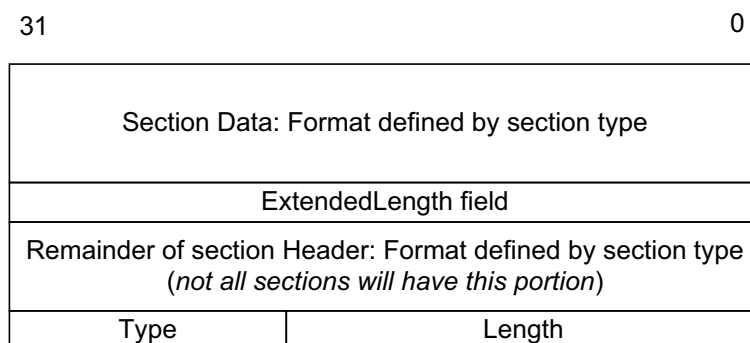 31 0
Section Data: Format defined by section type
ExtendedLength field
Remainder of section Header: Format defined by section type
(not all sections will have this portion)
Type Length